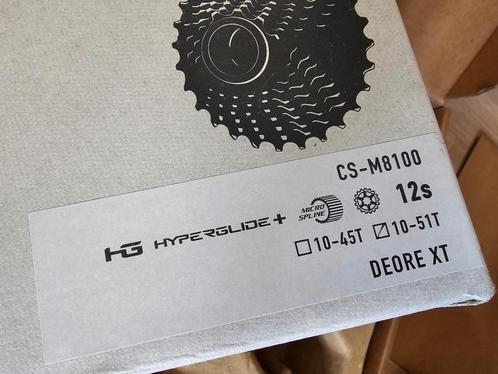 CS-M8100
HG HYPERGLIDE+ MICRO SPLINE 12s
☐10-45T ☑10-51T
DEORE XT